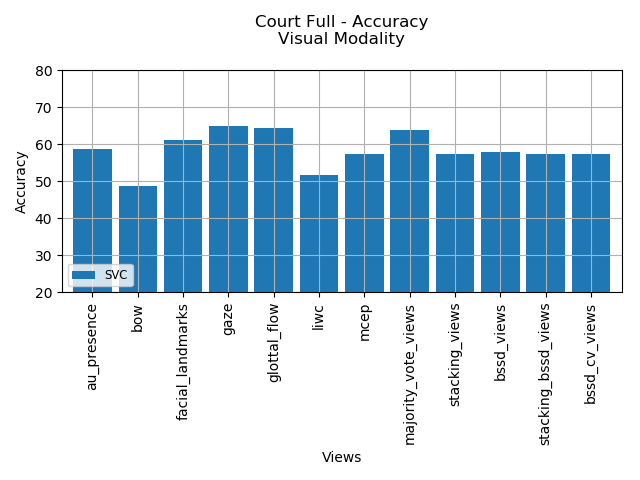 Court Full - Accuracy
Visual Modality
80
70
60
50
40
30
20
Accuracy
SVC
au_presence
bow
facial_landmarks
gaze
glottal_flow
liwc
mcep
majority_vote_views
stacking_views
bssd_views
stacking_bssd_views
bssd_cv_views
Views